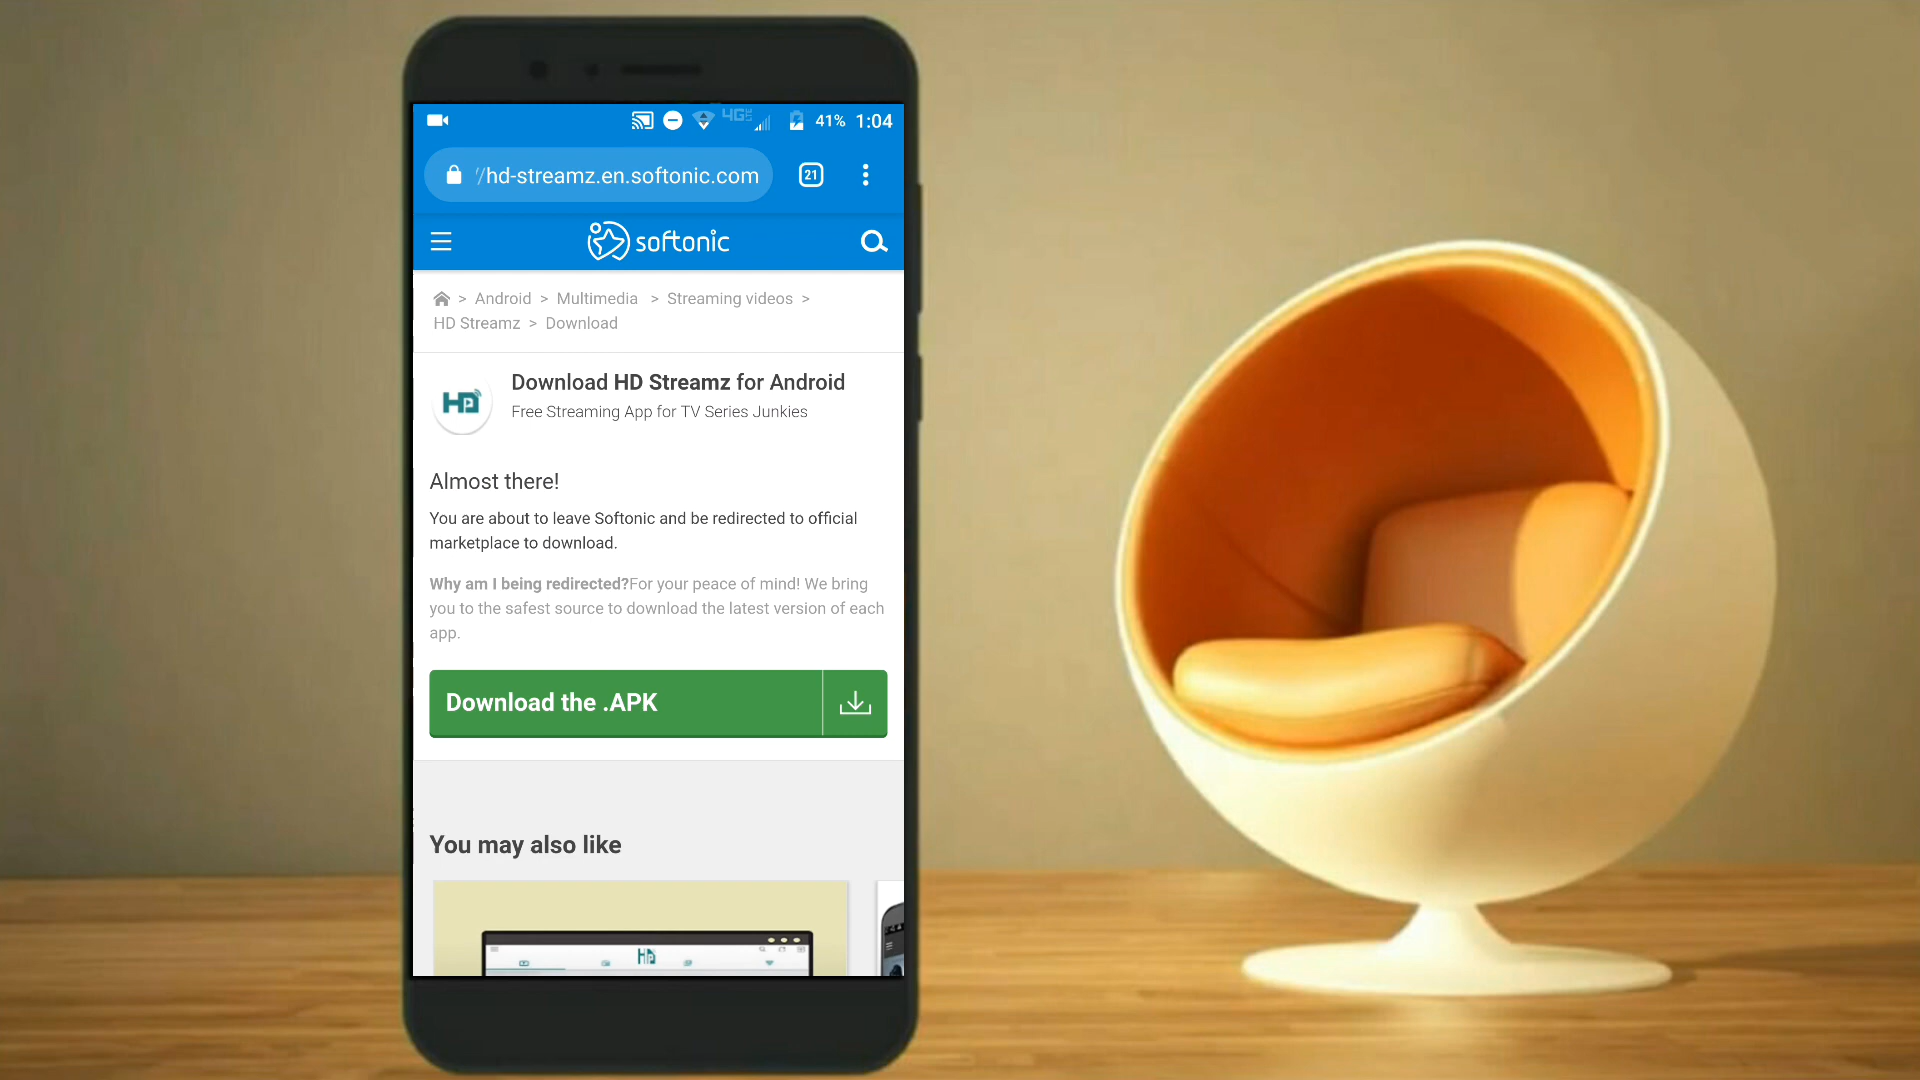 4G LTE 41% 1:04
//hd-streamz.en.softonic.com 21
softonic
> Android > Multimedia > Streaming videos >
HD Streamz > Download
HD
Download HD Streamz for Android
Free Streaming App for TV Series Junkies
Almost there!
You are about to leave Softonic and be redirected to official
marketplace to download.
Why am I being redirected?For your peace of mind! We bring
you to the safest source to download the latest version of each
app.
Download the .APK
You may also like
HD